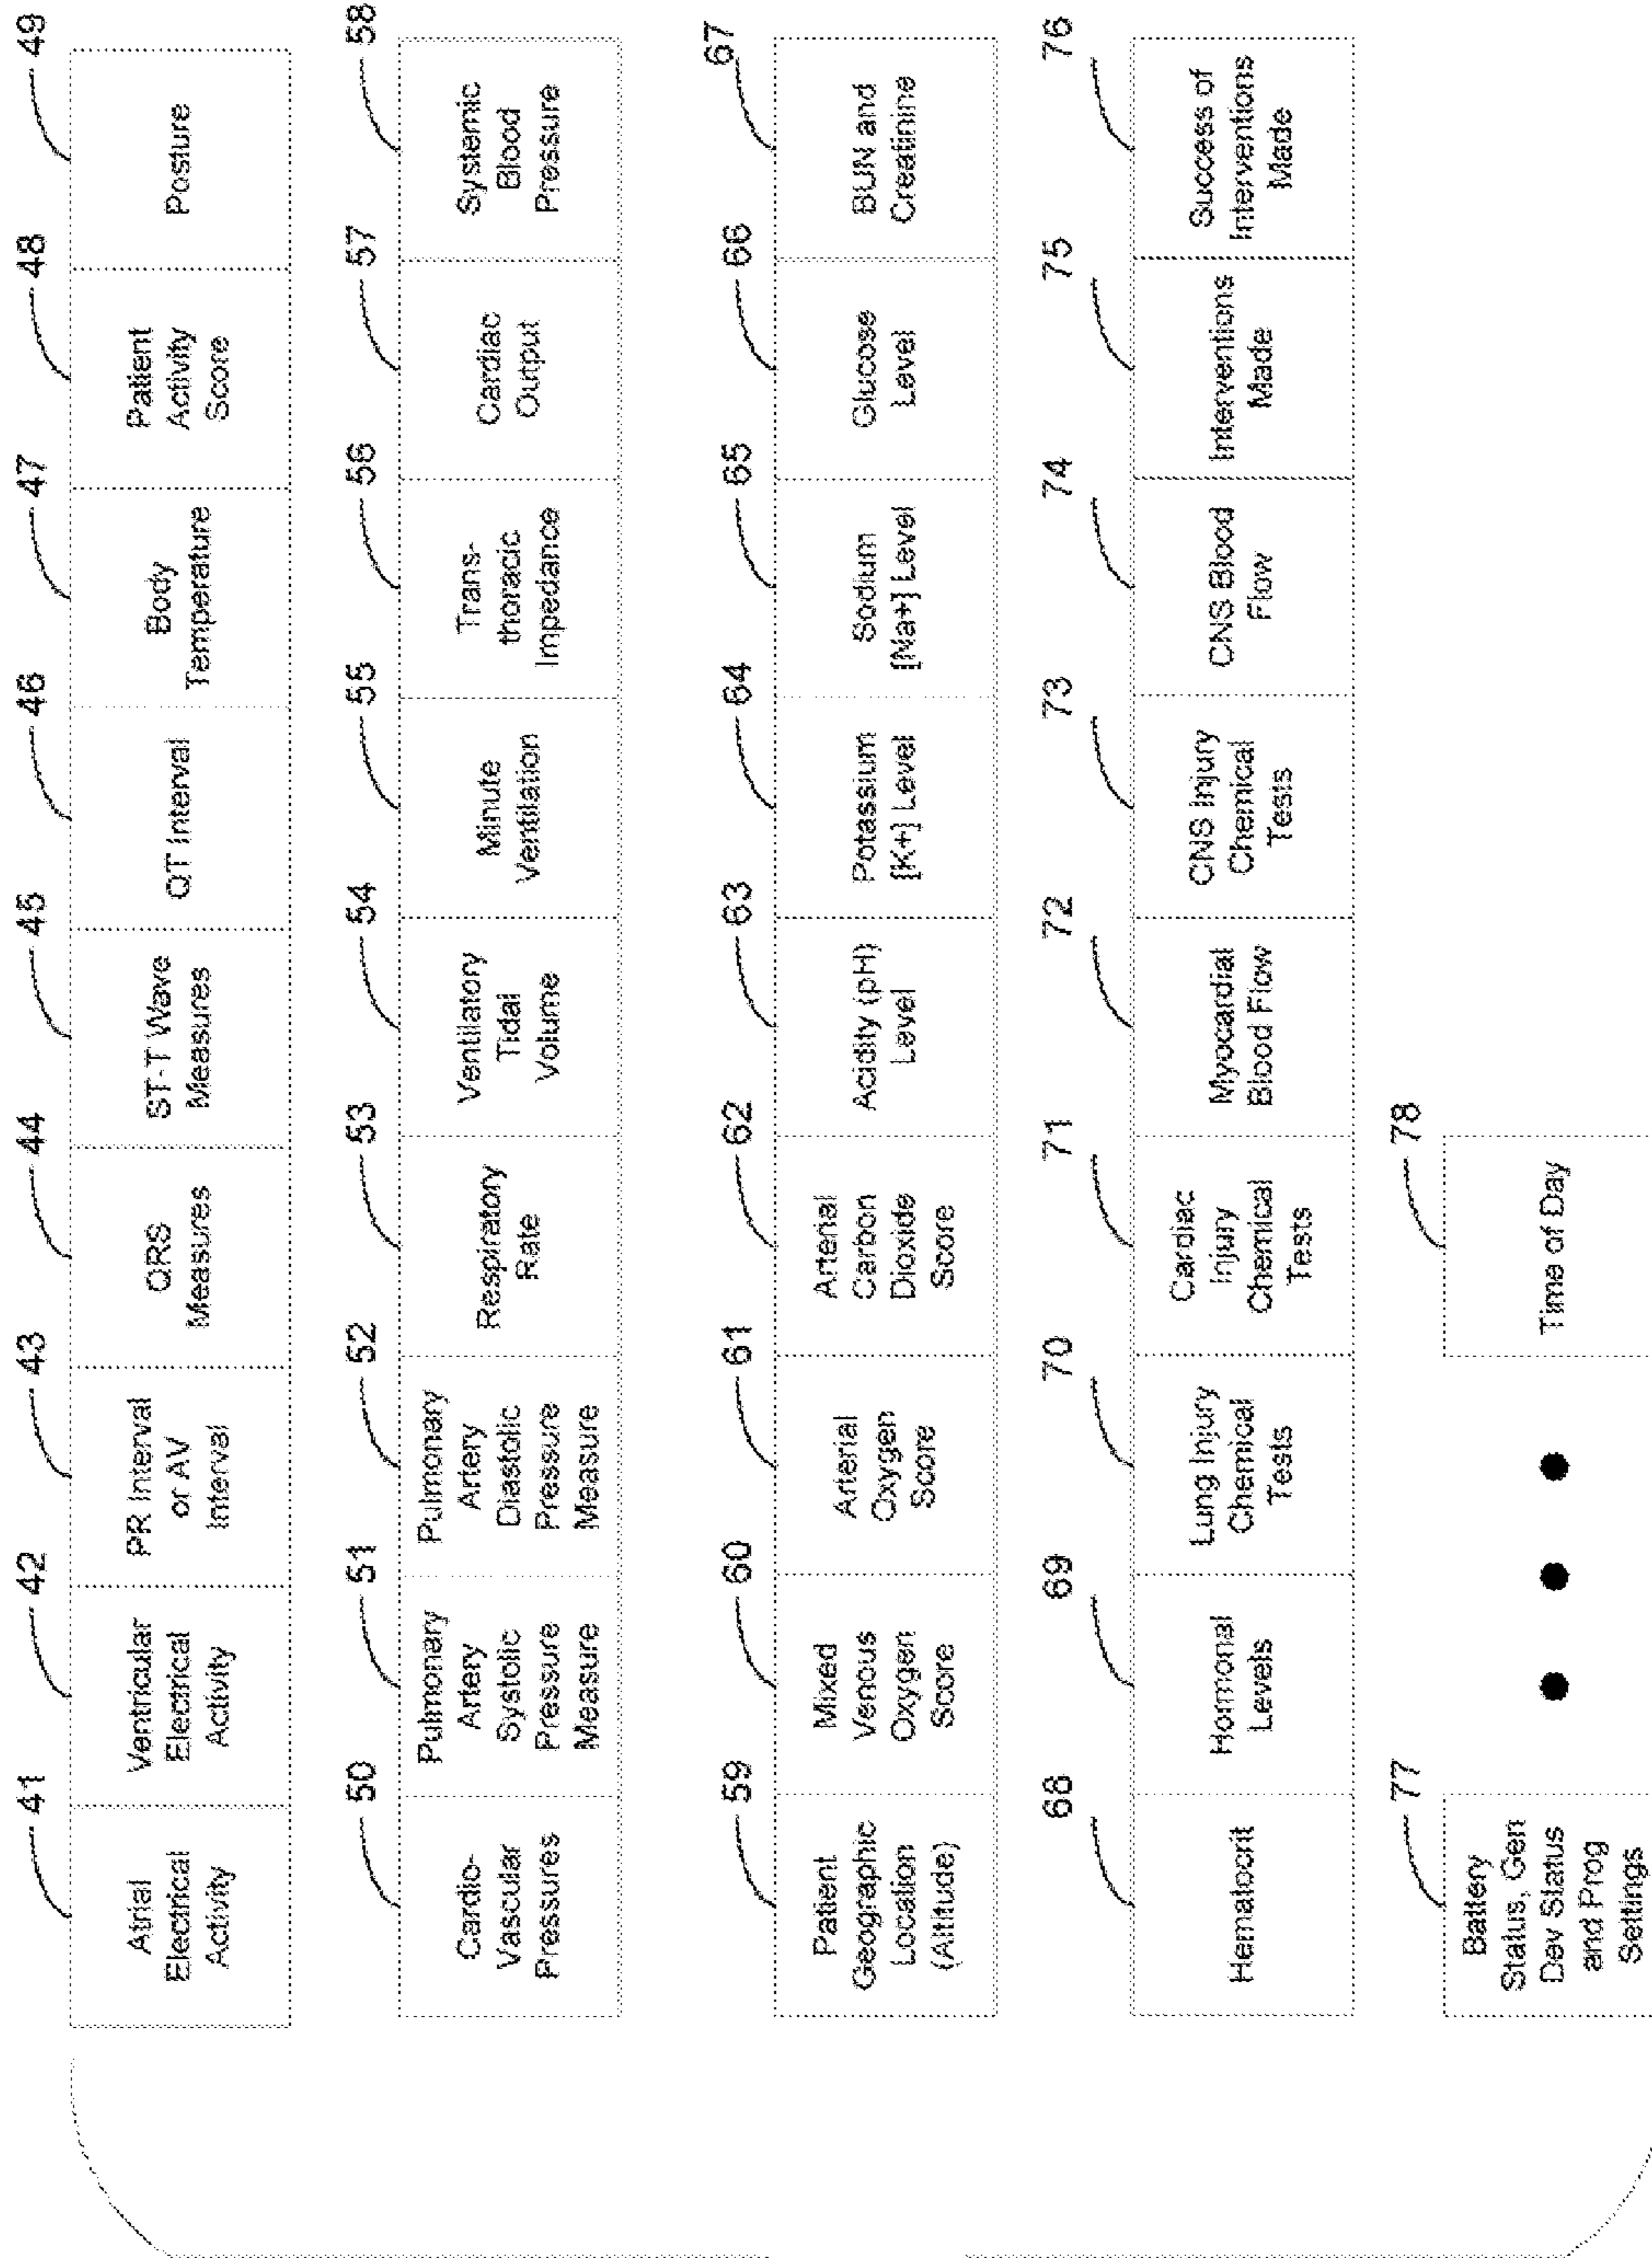 41
42
43
44
45
46
47
48
49
Atrial
Electrical
Activity
Ventricular
Electrical
Activity
PR Interval
or AV
Interval
QRS
Measures
ST-T Wave
Measures
QT Interval
Body
Temperature
Patient
Activity
Score
Posture
50
51
52
53
54
55
56
57
58
Cardio-
Vascular
Pressures
Pulmonary
Artery
Systolic
Pressure
Measure
Pulmonary
Artery
Diastolic
Pressure
Measure
Respiratory
Rate
Ventilatory
Tidal
Volume
Minute
Ventilation
Trans-
thoracic
Impedance
Cardiac
Output
Systemic
Blood
Pressure
59
60
61
62
63
64
65
66
67
Patient
Geographic
Location
(Altitude)
Mixed
Venous
Oxygen
Score
Arterial
Oxygen
Score
Arterial
Carbon
Dioxide
Score
Acidity (pH)
Level
Potassium
[K+] Level
Sodium
[Na+] Level
Glucose
Level
BUN and
Creatinine
68
69
70
71
72
73
74
75
76
Hematocrit
Hormonal
Levels
Lung Injury
Chemical
Tests
Cardiac
Injury
Chemical
Tests
Myocardial
Blood Flow
CNS Injury
Chemical
Tests
CNS Blood
Flow
Interventions
Made
Success of
Interventions
Made
77
78
Battery
Status, Gen
Dev Status
and Prog
Settings
Time of Day